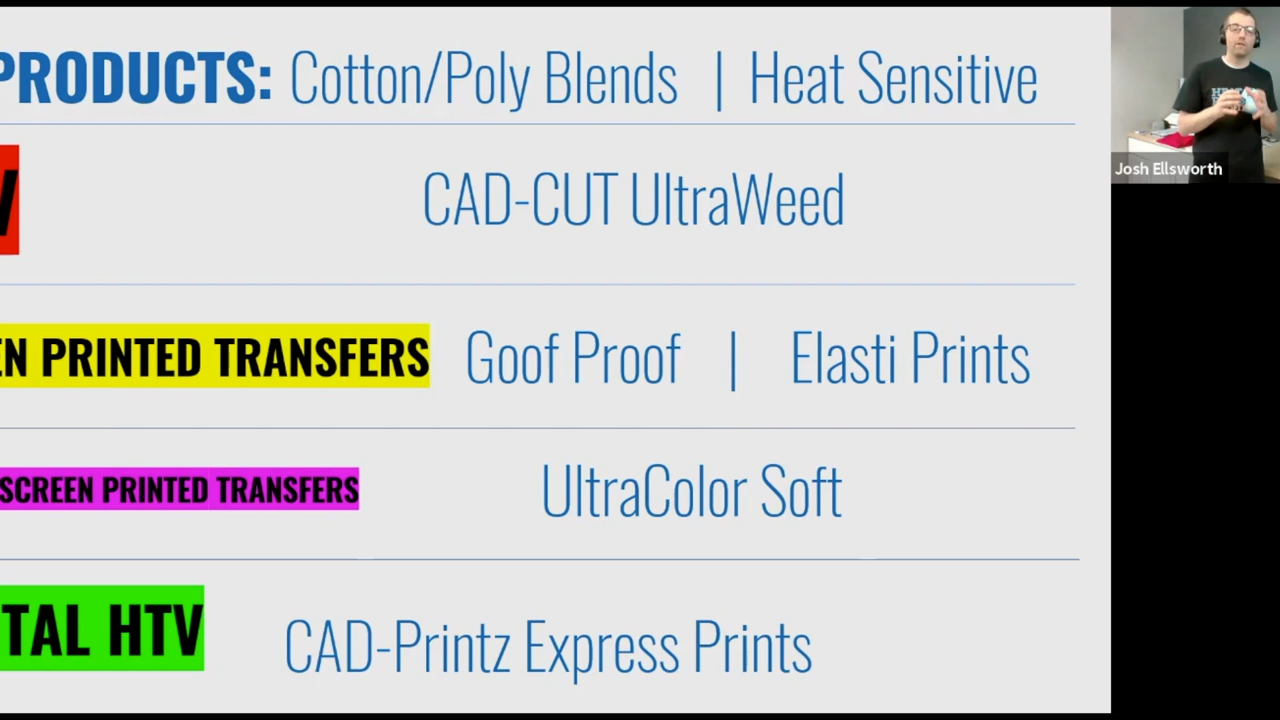 PRODUCTS: Cotton/Poly Blends | Heat Sensitive
V
CAD-CUT UltraWeed
EN PRINTED TRANSFERS Goof Proof | Elasti Prints
SCREEN PRINTED TRANSFERS UltraColor Soft
TAL HTV CAD-Printz Express Prints
Josh Ellsworth